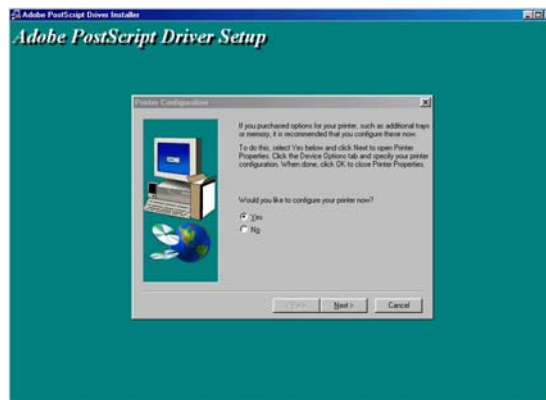 Adobe PostScript Driver Installer
Adobe PostScript Driver Setup
Printer Configuration
If you purchased options for your printer, such as additional trays
or memory, it is recommended that you configure these now.
To do this, select Yes below and click Next to open Printer
Properties. Click the Device Options tab and specify your printer
configuration. When done, click OK to close Printer Properties.
Would you like to configure your printer now?
Yes
No
< Back
Next >
Cancel